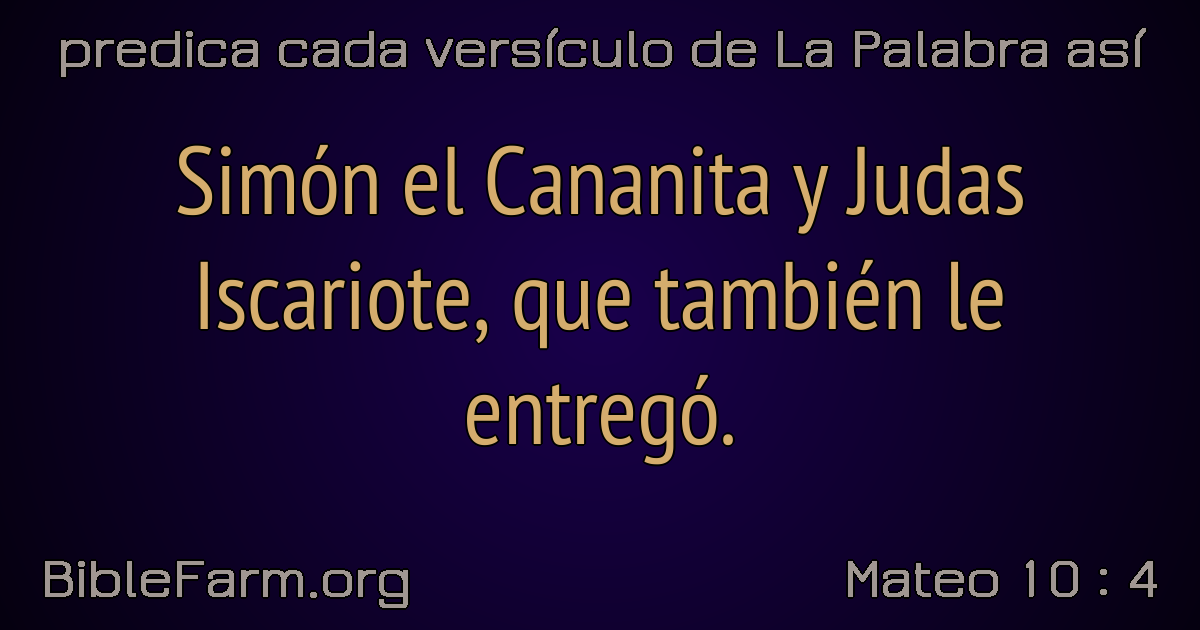 predica cada versículo de La Palabra así
Simón el Cananita y Judas
Iscariote, que también le
entregó.
BibleFarm.org
Mateo 10 : 4